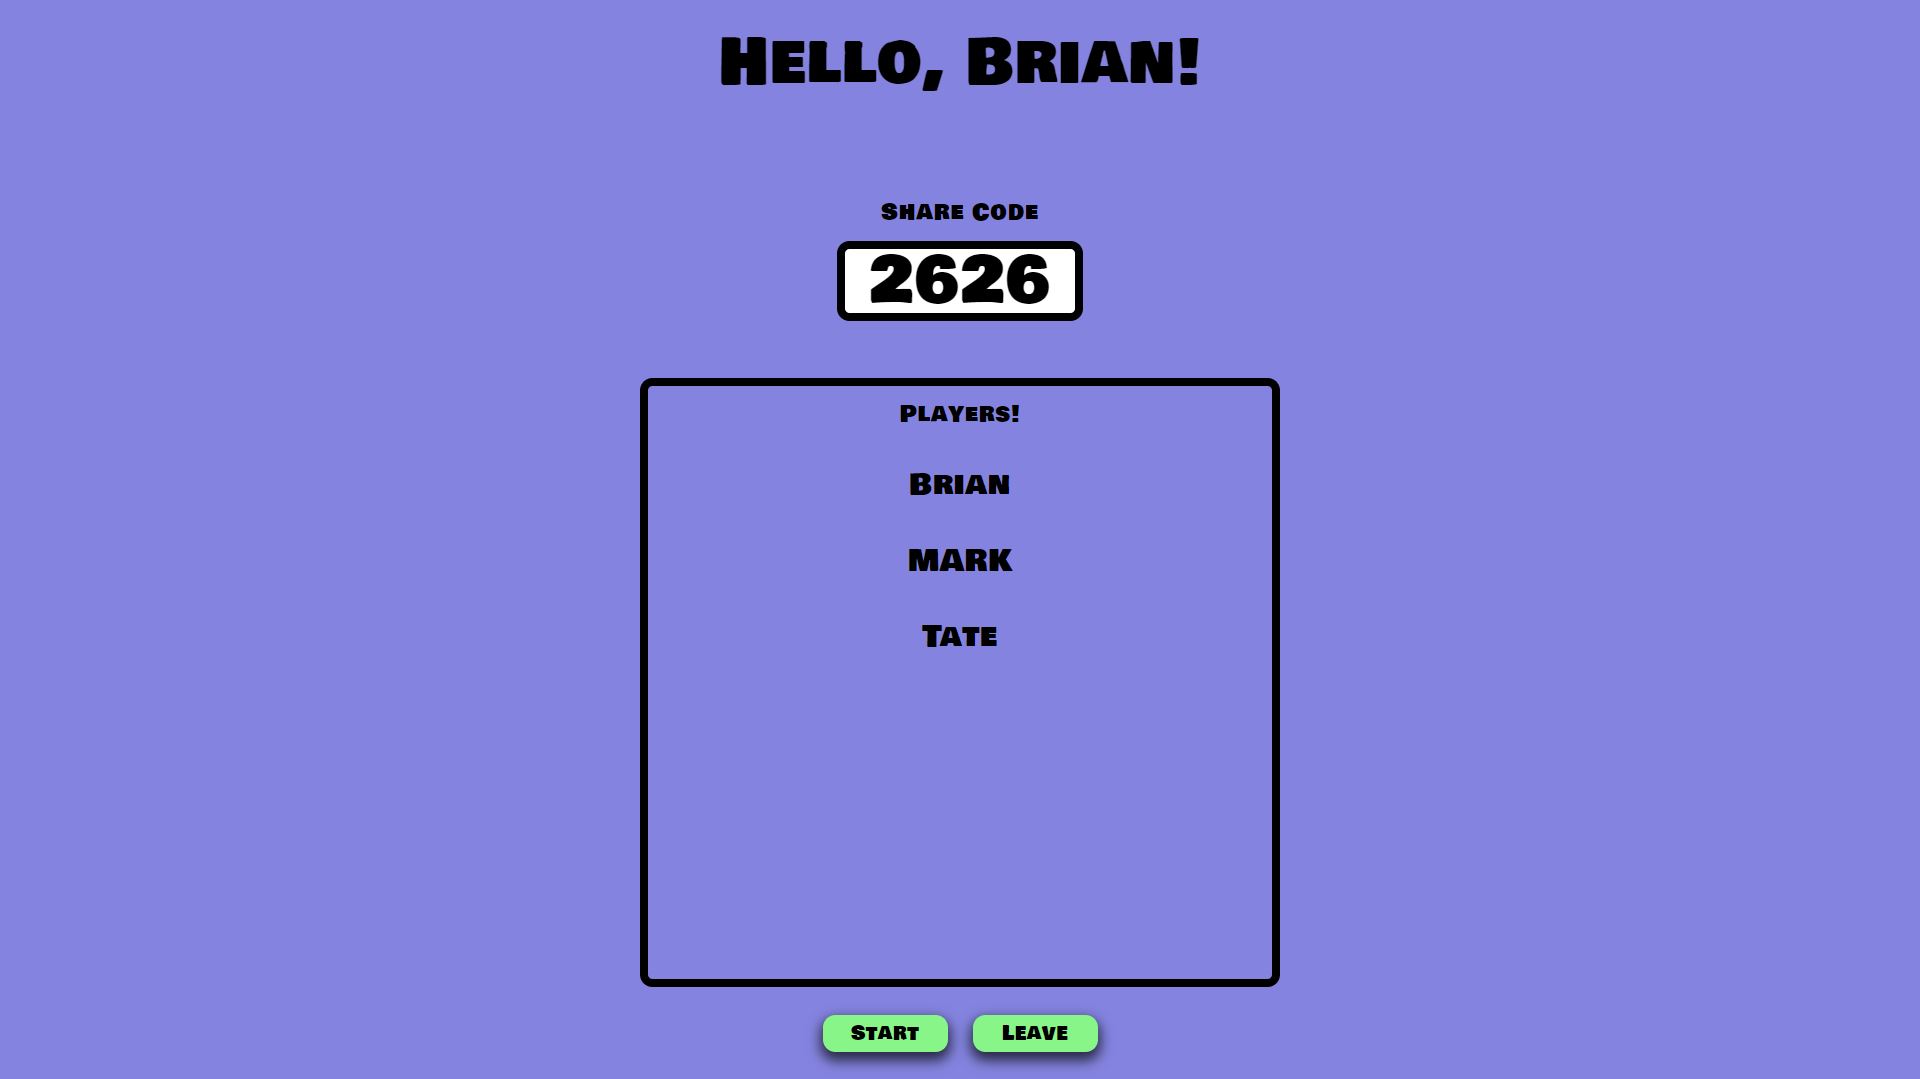 Hello, Brian!
Share Code
2626
Players!
Brian
mark
Tate
Start
Leave